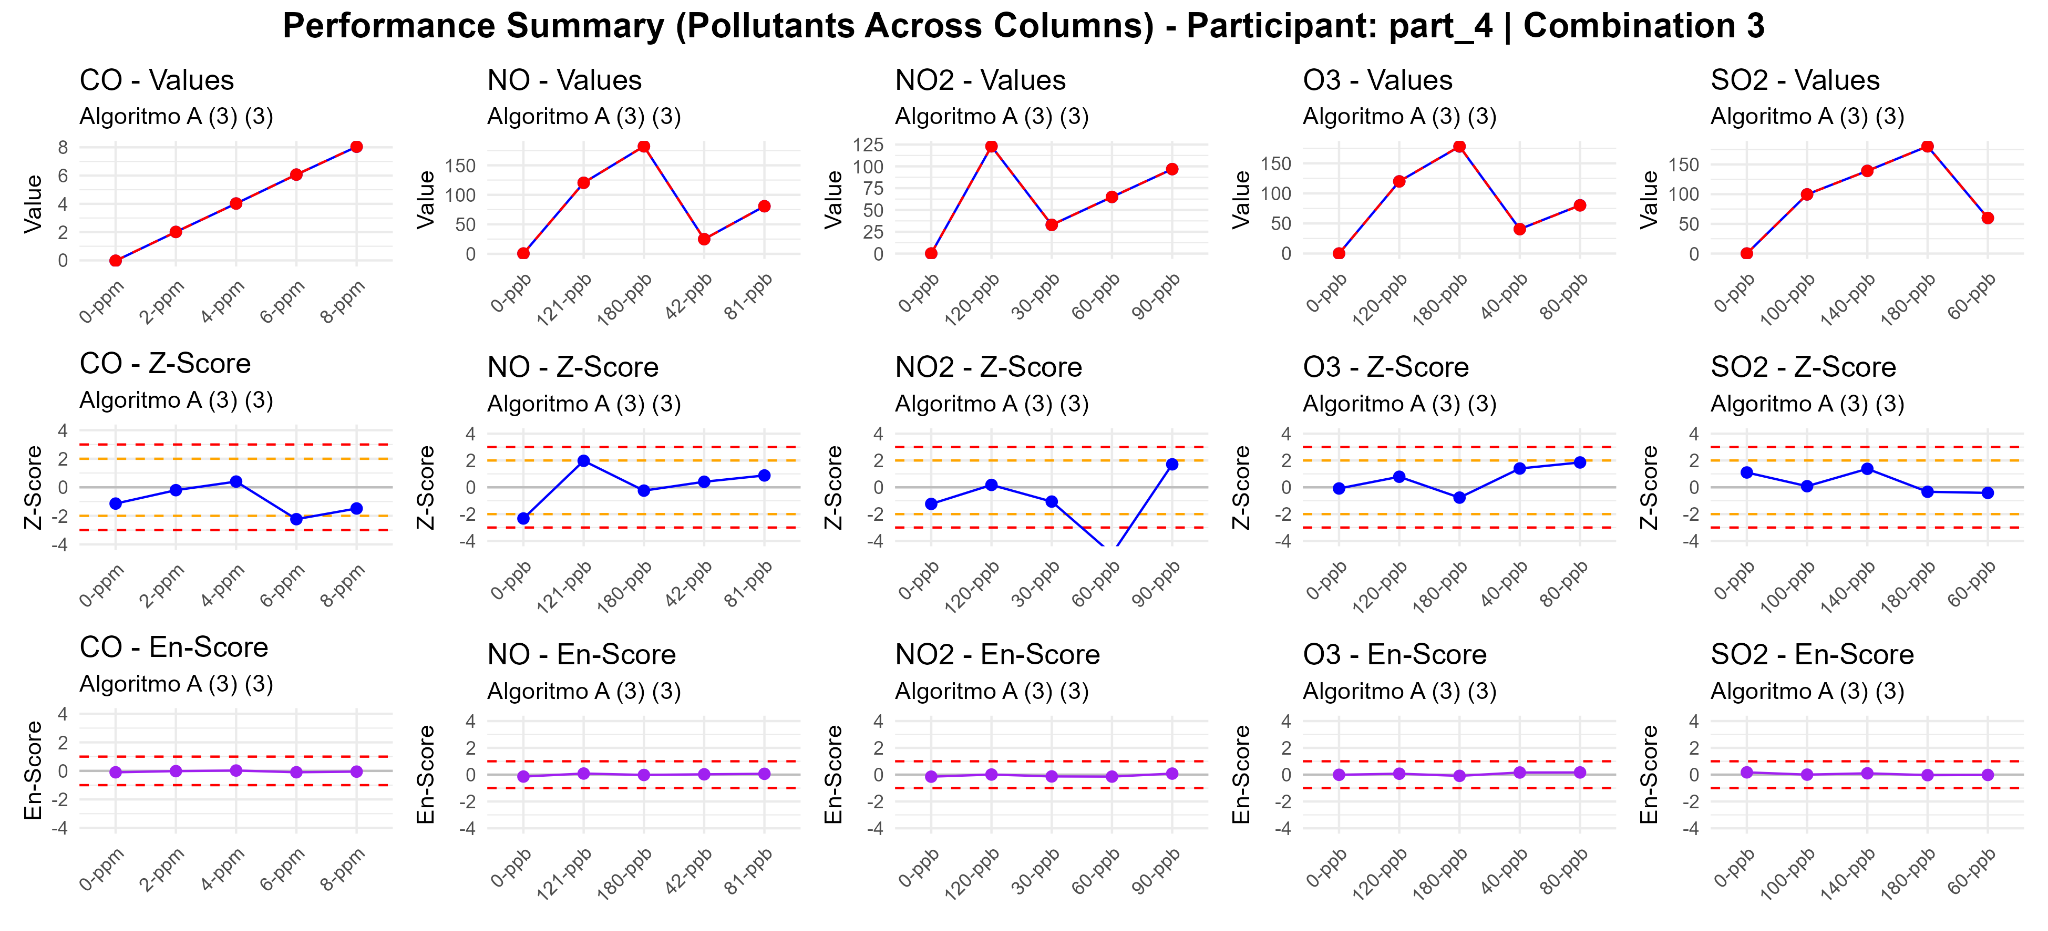 Performance Summary (Pollutants Across Columns) - Participant: part_4 | Combination 3
CO - Values
Algoritmo A (3) (3)
Value
8
6
4
2
0
0-ppm
2-ppm
4-ppm
6-ppm
8-ppm
NO - Values
Algoritmo A (3) (3)
Value
150
100
50
0
0-ppb
121-ppb
180-ppb
42-ppb
81-ppb
NO2 - Values
Algoritmo A (3) (3)
Value
125
100
75
50
25
0
0-ppb
120-ppb
30-ppb
60-ppb
90-ppb
O3 - Values
Algoritmo A (3) (3)
Value
150
100
50
0
0-ppb
120-ppb
180-ppb
40-ppb
80-ppb
SO2 - Values
Algoritmo A (3) (3)
Value
150
100
50
0
0-ppb
100-ppb
140-ppb
180-ppb
60-ppb
CO - Z-Score
Algoritmo A (3) (3)
Z-Score
4
2
0
-2
-4
0-ppm
2-ppm
4-ppm
6-ppm
8-ppm
NO - Z-Score
Algoritmo A (3) (3)
Z-Score
4
2
0
-2
-4
0-ppb
121-ppb
180-ppb
42-ppb
81-ppb
NO2 - Z-Score
Algoritmo A (3) (3)
Z-Score
4
2
0
-2
-4
0-ppb
120-ppb
30-ppb
60-ppb
90-ppb
O3 - Z-Score
Algoritmo A (3) (3)
Z-Score
4
2
0
-2
-4
0-ppb
120-ppb
180-ppb
40-ppb
80-ppb
SO2 - Z-Score
Algoritmo A (3) (3)
Z-Score
4
2
0
-2
-4
0-ppb
100-ppb
140-ppb
180-ppb
60-ppb
CO - En-Score
Algoritmo A (3) (3)
En-Score
4
2
0
-2
-4
0-ppm
2-ppm
4-ppm
6-ppm
8-ppm
NO - En-Score
Algoritmo A (3) (3)
En-Score
4
2
0
-2
-4
0-ppb
121-ppb
180-ppb
42-ppb
81-ppb
NO2 - En-Score
Algoritmo A (3) (3)
En-Score
4
2
0
-2
-4
0-ppb
120-ppb
30-ppb
60-ppb
90-ppb
O3 - En-Score
Algoritmo A (3) (3)
En-Score
4
2
0
-2
-4
0-ppb
120-ppb
180-ppb
40-ppb
80-ppb
SO2 - En-Score
Algoritmo A (3) (3)
En-Score
4
2
0
-2
-4
0-ppb
100-ppb
140-ppb
180-ppb
60-ppb